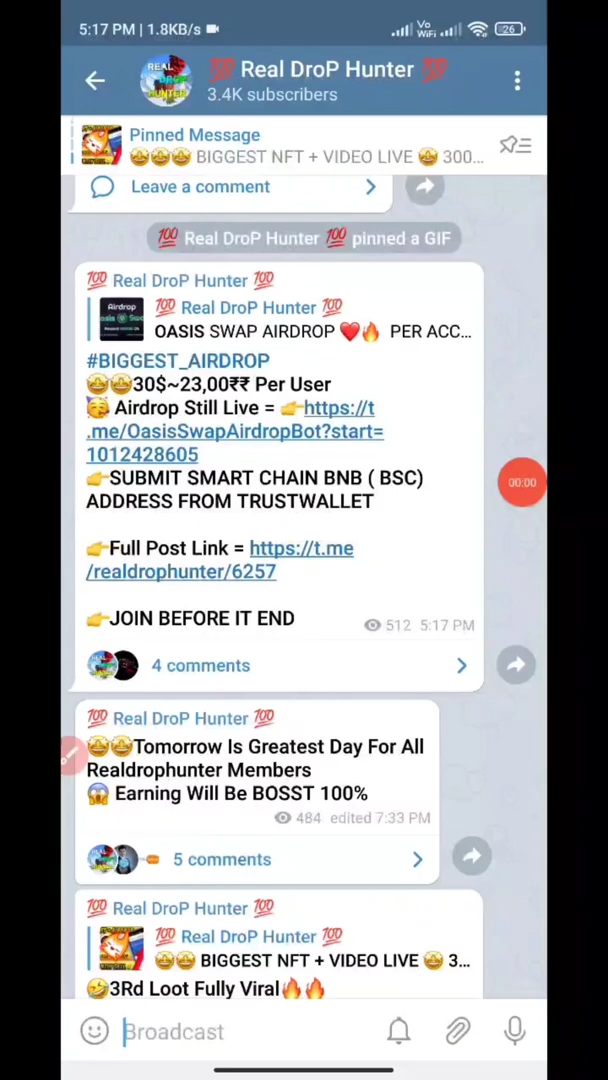 5:17 PM | 1.8KB/s
Vo
WiFi
26
💯 Real DroP Hunter 💯
3.4K subscribers
Pinned Message
🤩🤩🤩 BIGGEST NFT + VIDEO LIVE 🤩 300...
Leave a comment
💯 Real DroP Hunter 💯 pinned a GIF
💯 Real DroP Hunter 💯
Airdrop
💯 Real DroP Hunter 💯
OASIS SWAP AIRDROP ❤️🔥 PER ACC...
#BIGGEST_AIRDROP
🤩🤩30$~23,00₹₹ Per User
🥳 Airdrop Still Live = 👉https://t
.me/OasisSwapAirdropBot?start=
1012428605
👉SUBMIT SMART CHAIN BNB ( BSC)
ADDRESS FROM TRUSTWALLET
00:00
👉Full Post Link = https://t.me
/realdrophunter/6257
👉JOIN BEFORE IT END
512 5:17 PM
4 comments
💯 Real DroP Hunter 💯
🤩🤩Tomorrow Is Greatest Day For All
Realdrophunter Members
😱 Earning Will Be BOSST 100%
484 edited 7:33 PM
5 comments
💯 Real DroP Hunter 💯
💯 Real DroP Hunter 💯
🤩🤩 BIGGEST NFT + VIDEO LIVE 🤩 3...
🤣3Rd Loot Fully Viral🔥🔥
Broadcast